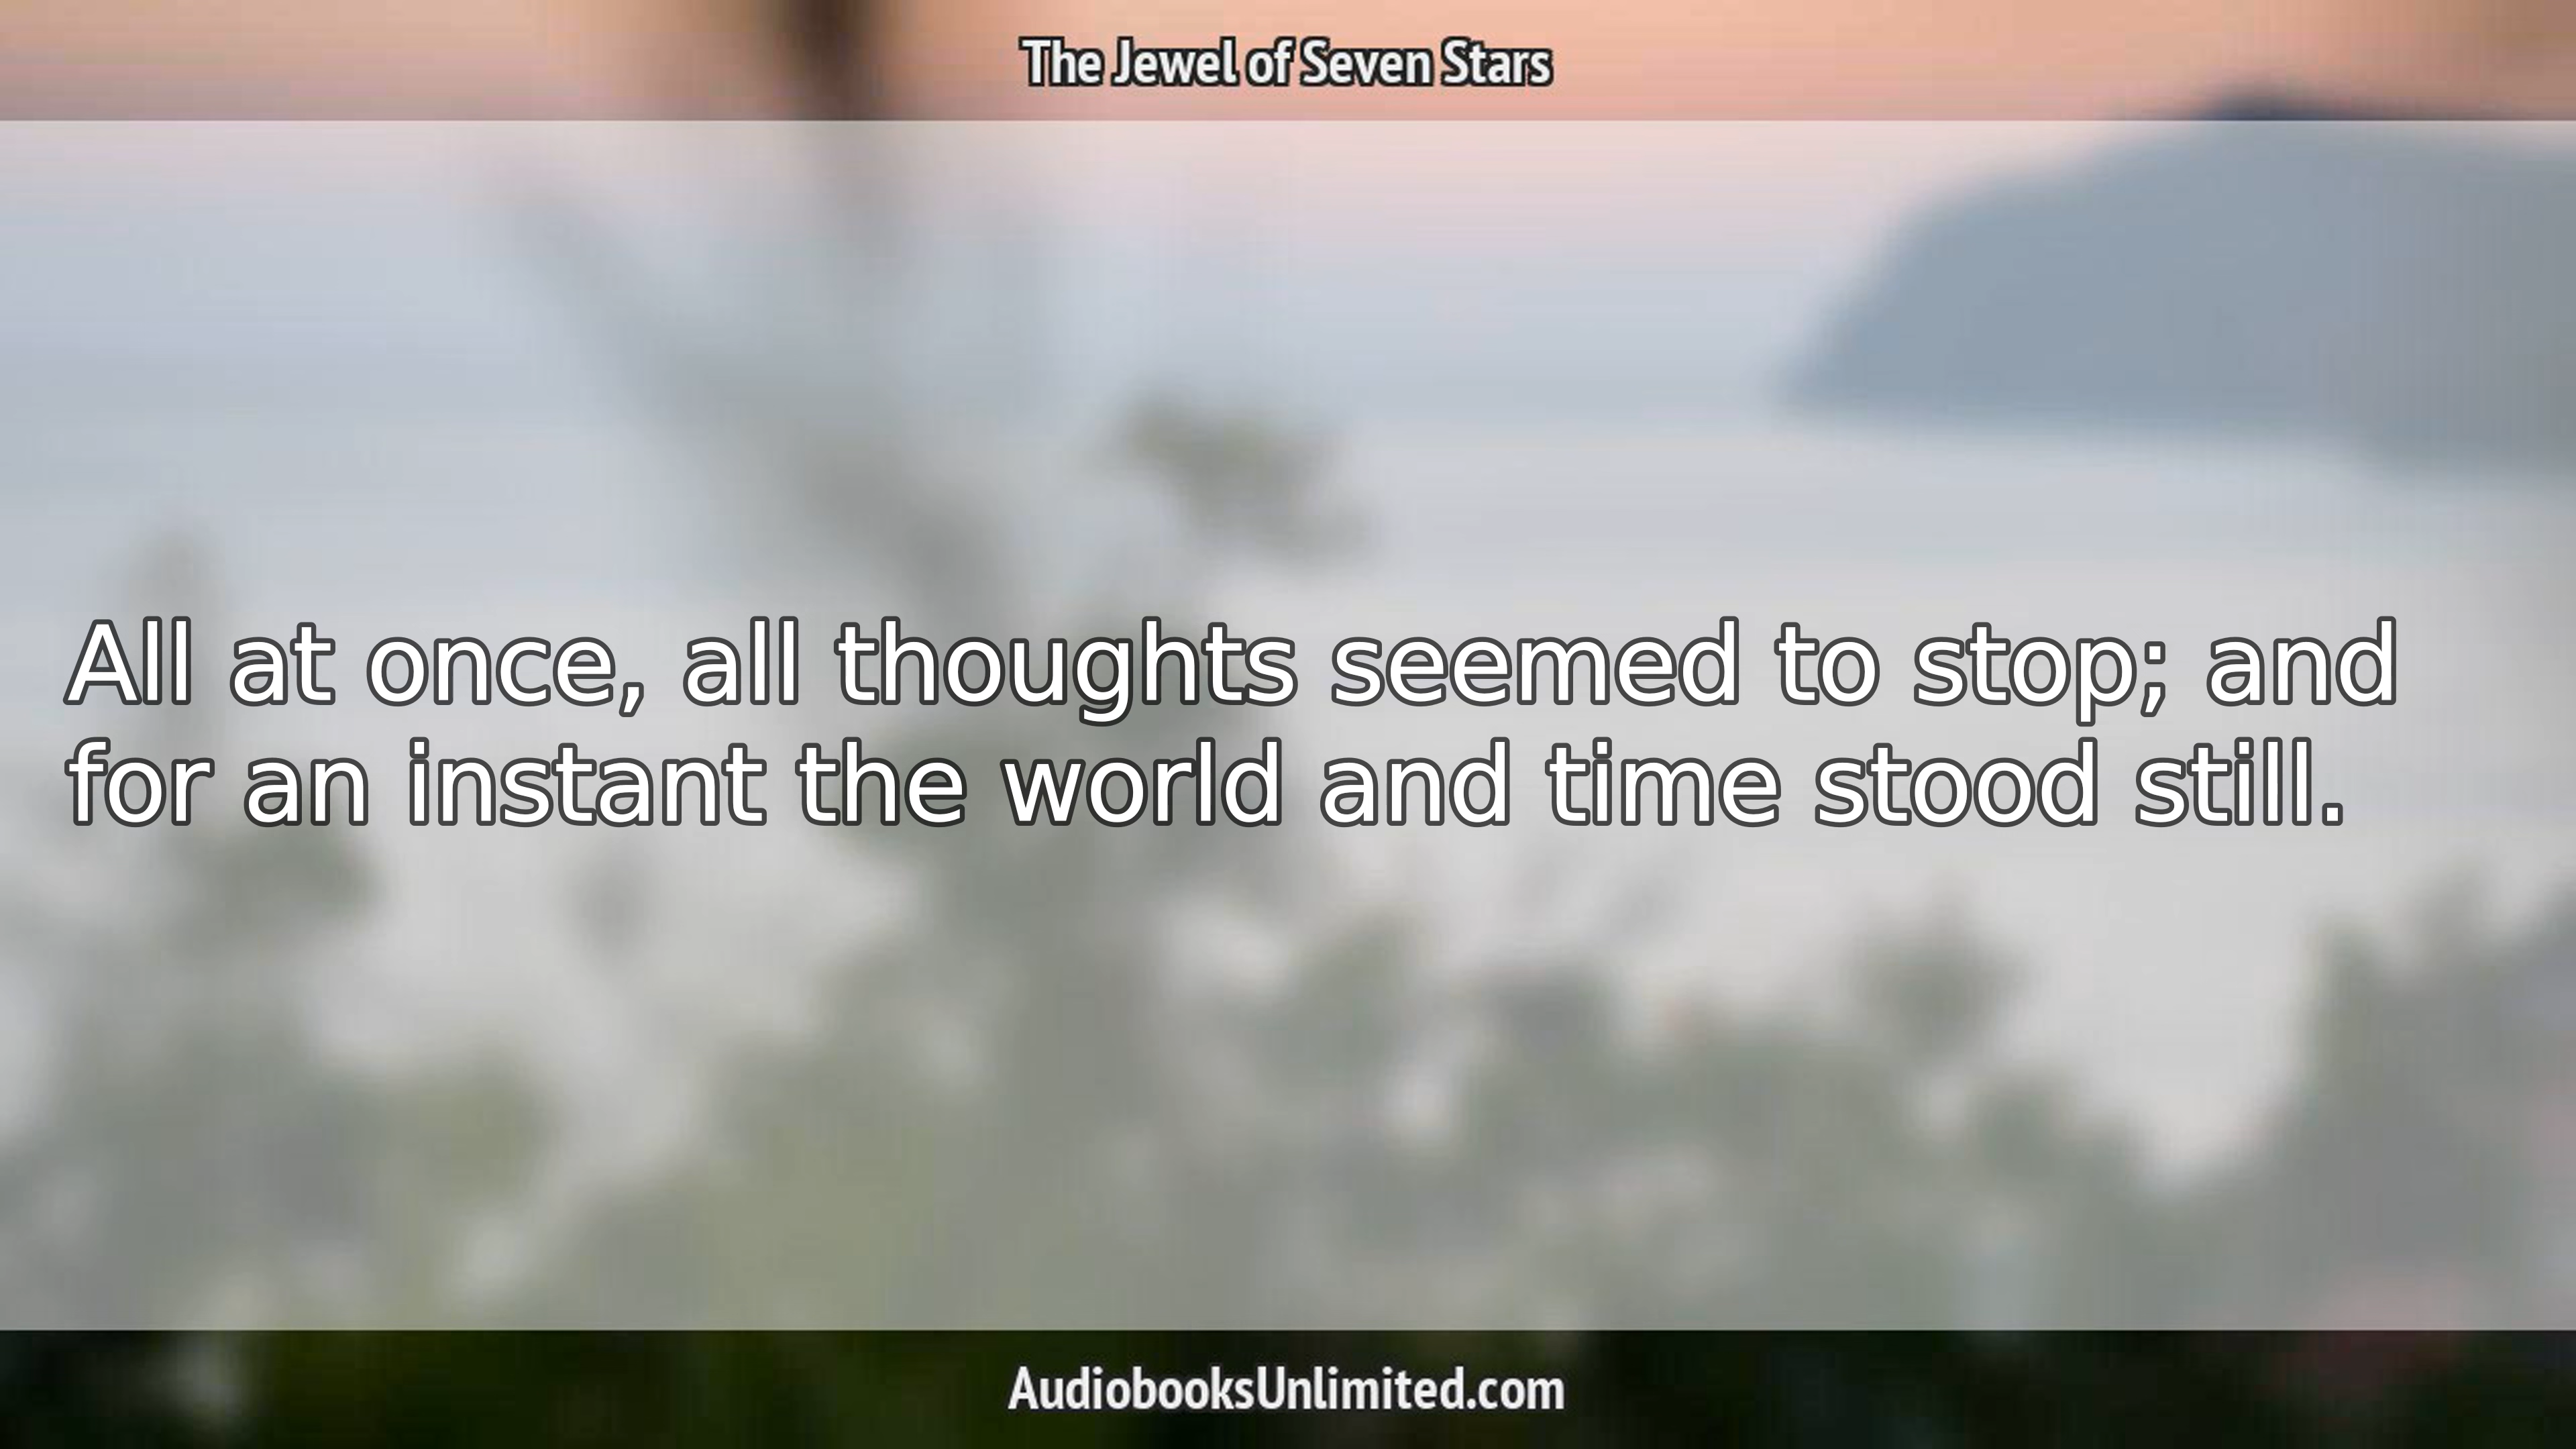 The Jewel of Seven Stars
All at once, all thoughts seemed to stop; and
for an instant the world and time stood still.
AudiobooksUnlimited.com